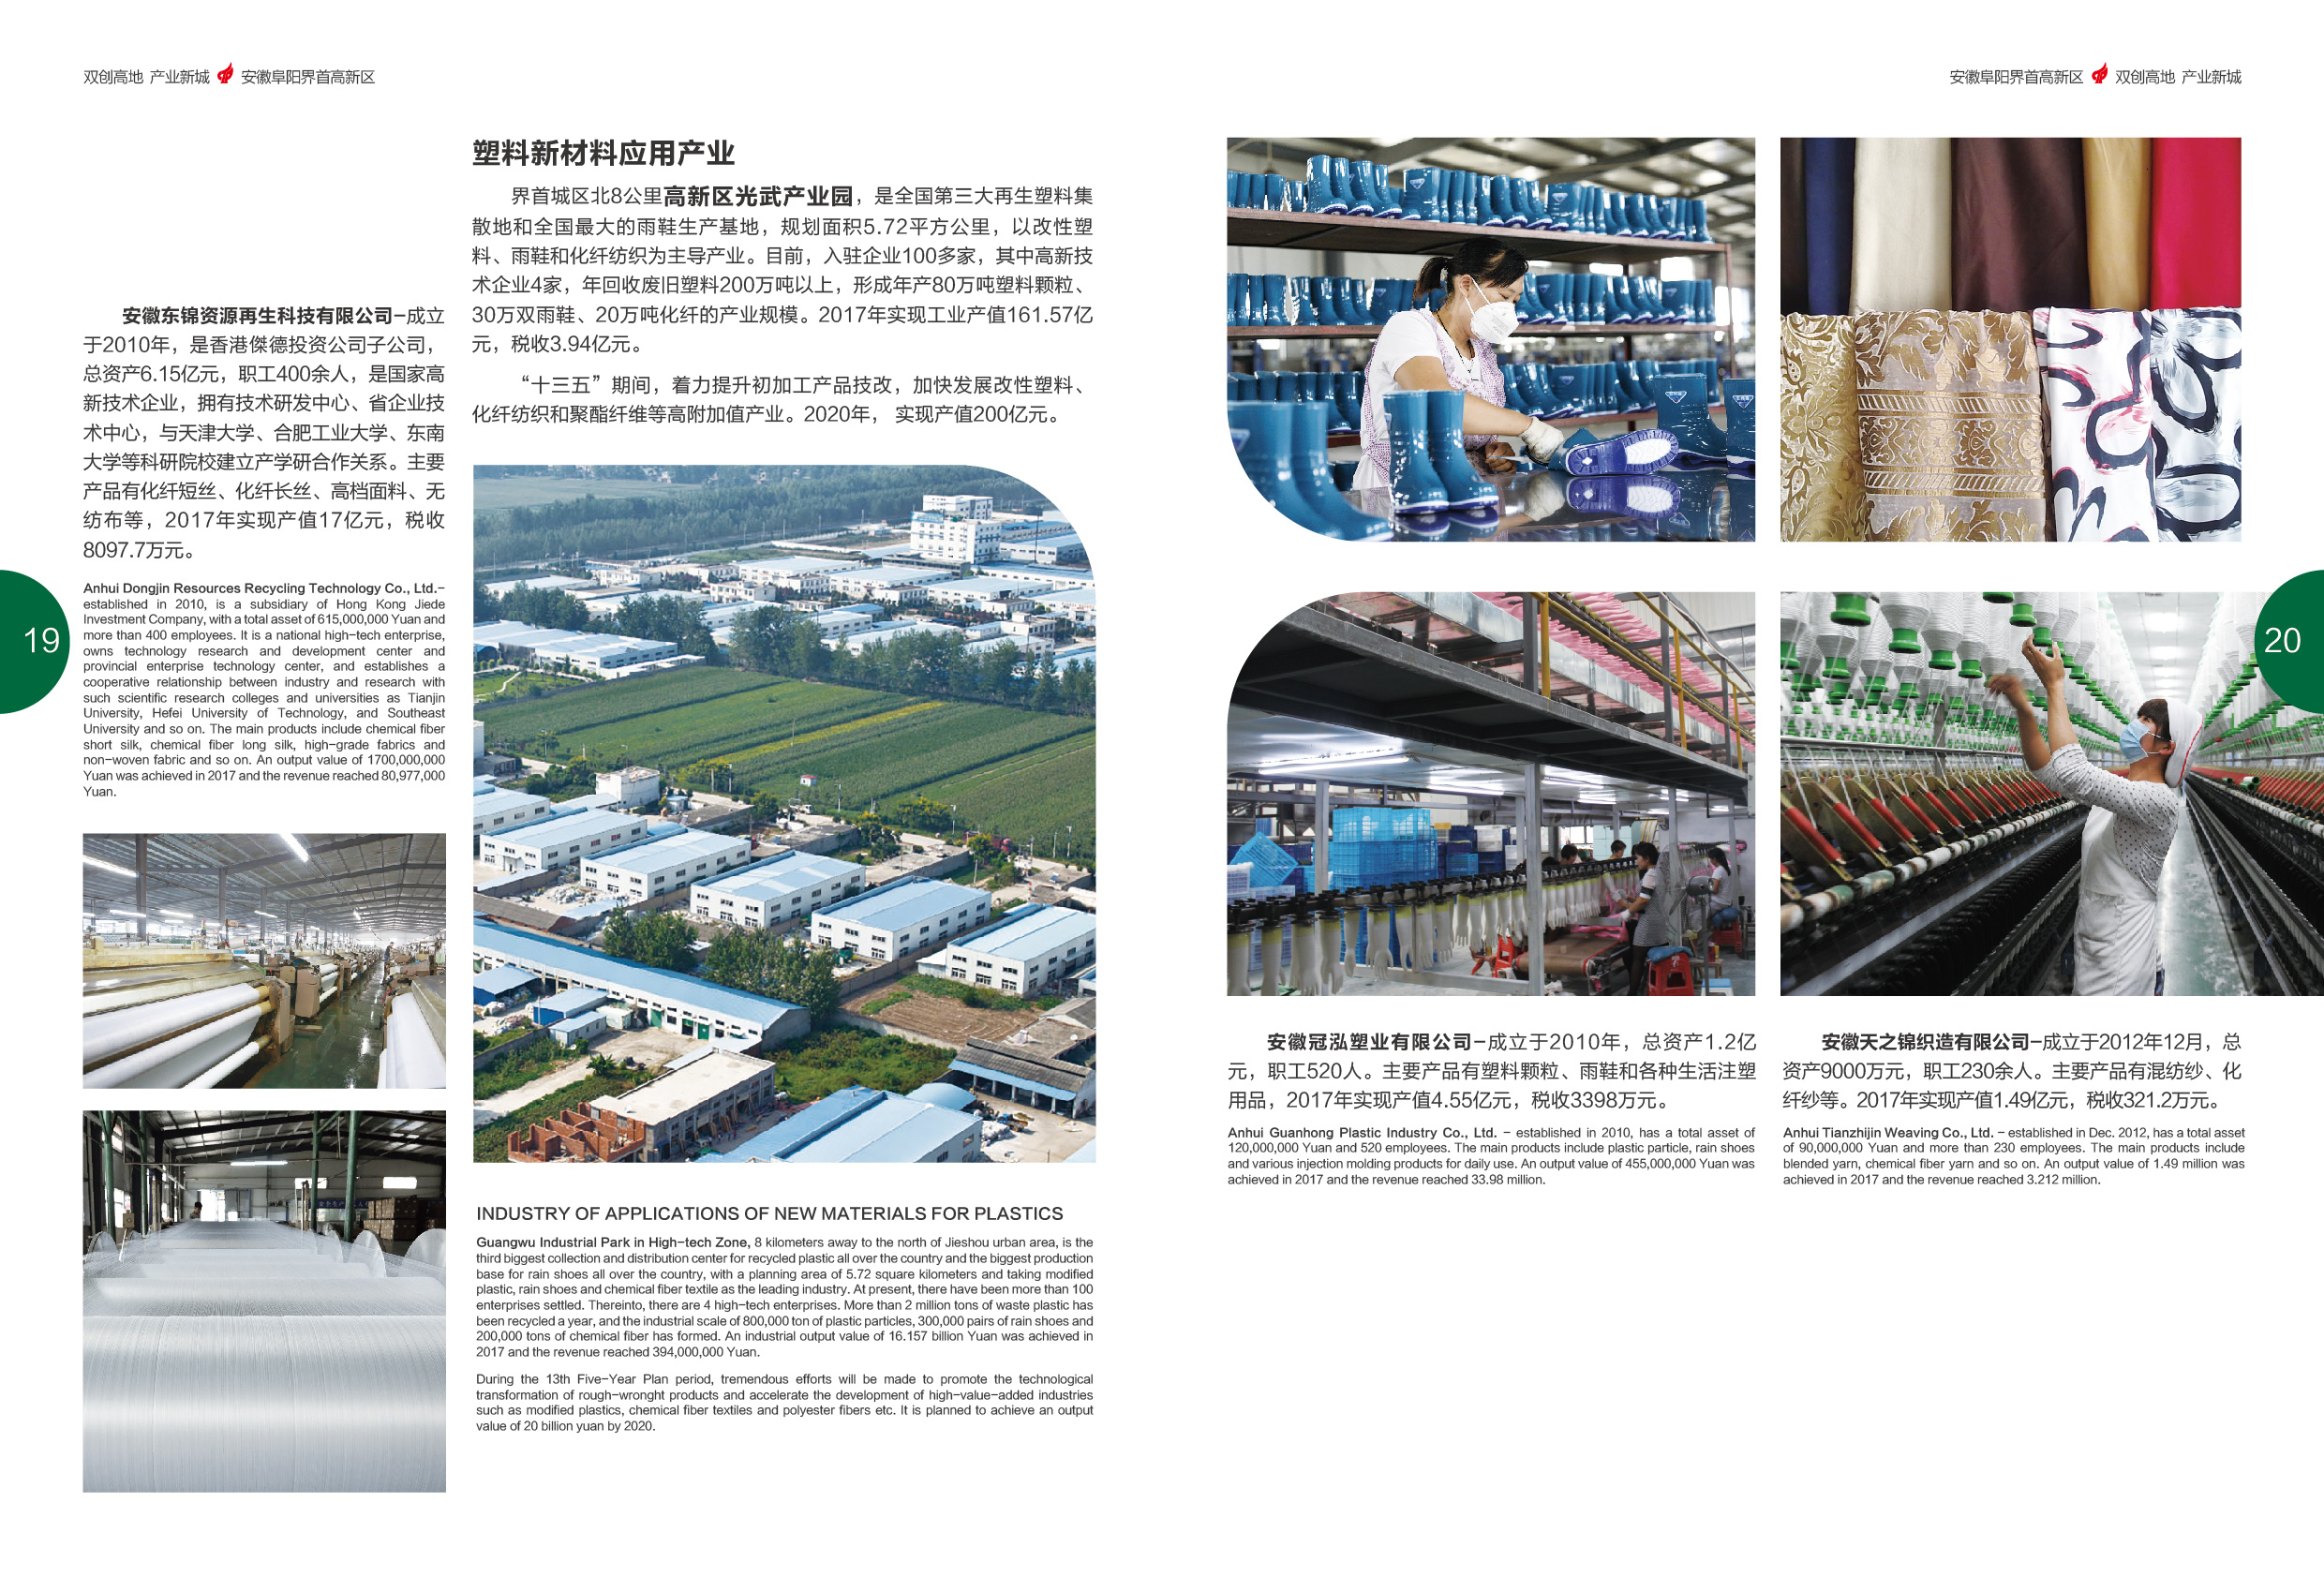 双创高地 产业新城 安徽阜阳界首高新区
安徽东锦资源再生科技有限公司–成立
于2010年，是香港傑德投资公司子公司，
总资产6.15亿元，职工400余人，是国家高
新技术企业，拥有技术研发中心、省企业技
术中心，与天津大学、合肥工业大学、东南
大学等科研院校建立产学研合作关系。主要
产品有化纤短丝、化纤长丝、高档面料、无
纺布等，2017年实现产值17亿元，税收
8097.7万元。
Anhui Dongjin Resources Recycling Technology Co., Ltd.–
established in 2010, is a subsidiary of Hong Kong Jiede
Investment Company, with a total asset of 615,000,000 Yuan and
more than 400 employees. It is a national high–tech enterprise,
owns technology research and development center and
provincial enterprise technology center, and establishes a
cooperative relationship between industry and research with
such scientific research colleges and universities as Tianjin
University, Hefei University of Technology, and Southeast
University and so on. The main products include chemical fiber
short silk, chemical fiber long silk, high–grade fabrics and
non–woven fabric and so on. An output value of 1700,000,000
Yuan was achieved in 2017 and the revenue reached 80,977,000
Yuan.
19
塑料新材料应用产业
界首城区北8公里高新区光武产业园，是全国第三大再生塑料集
散地和全国最大的雨鞋生产基地，规划面积5.72平方公里，以改性塑
料、雨鞋和化纤纺织为主导产业。目前，入驻企业100多家，其中高新技
术企业4家，年回收废旧塑料200万吨以上，形成年产80万吨塑料颗粒、
30万双雨鞋、20万吨化纤的产业规模。2017年实现工业产值161.57亿
元，税收3.94亿元。
“十三五”期间，着力提升初加工产品技改，加快发展改性塑料、
化纤纺织和聚酯纤维等高附加值产业。2020年， 实现产值200亿元。
INDUSTRY OF APPLICATIONS OF NEW MATERIALS FOR PLASTICS
Guangwu Industrial Park in High–tech Zone, 8 kilometers away to the north of Jieshou urban area, is the
third biggest collection and distribution center for recycled plastic all over the country and the biggest production
base for rain shoes all over the country, with a planning area of 5.72 square kilometers and taking modified
plastic, rain shoes and chemical fiber textile as the leading industry. At present, there have been more than 100
enterprises settled. Thereinto, there are 4 high–tech enterprises. More than 2 million tons of waste plastic has
been recycled a year, and the industrial scale of 800,000 ton of plastic particles, 300,000 pairs of rain shoes and
200,000 tons of chemical fiber has formed. An industrial output value of 16.157 billion Yuan was achieved in
2017 and the revenue reached 394,000,000 Yuan.
During the 13th Five–Year Plan period, tremendous efforts will be made to promote the technological
transformation of rough–wronght products and accelerate the development of high–value–added industries
such as modified plastics, chemical fiber textiles and polyester fibers etc. It is planned to achieve an output
value of 20 billion yuan by 2020.
安徽阜阳界首高新区 双创高地 产业新城
20
安徽冠泓塑业有限公司–成立于2010年，总资产1.2亿
元，职工520人。主要产品有塑料颗粒、雨鞋和各种生活注塑
用品，2017年实现产值4.55亿元，税收3398万元。
Anhui Guanhong Plastic Industry Co., Ltd. – established in 2010, has a total asset of
120,000,000 Yuan and 520 employees. The main products include plastic particle, rain shoes
and various injection molding products for daily use. An output value of 455,000,000 Yuan was
achieved in 2017 and the revenue reached 33.98 million.
安徽天之锦织造有限公司–成立于2012年12月，总
资产9000万元，职工230余人。主要产品有混纺纱、化
纤纱等。2017年实现产值1.49亿元，税收321.2万元。
Anhui Tianzhijin Weaving Co., Ltd. – established in Dec. 2012, has a total asset
of 90,000,000 Yuan and more than 230 employees. The main products include
blended yarn, chemical fiber yarn and so on. An output value of 1.49 million was
achieved in 2017 and the revenue reached 3.212 million.